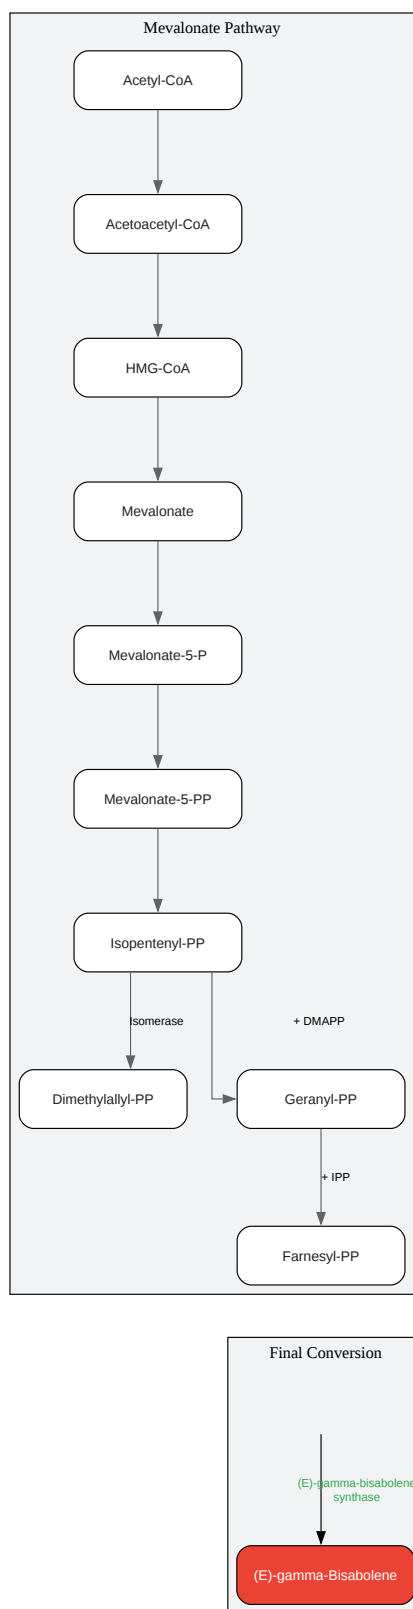 Mevalonate Pathway
Acetyl-CoA
Acetoacetyl-CoA
HMG-CoA
Mevalonate
Mevalonate-5-P
Mevalonate-5-PP
Isopentenyl-PP
Isomerase
+ DMAPP
Dimethylallyl-PP
Geranyl-PP
+ IPP
Farnesyl-PP
Final Conversion
(E)-gamma-bisabolene
synthase
(E)-gamma-Bisabolene